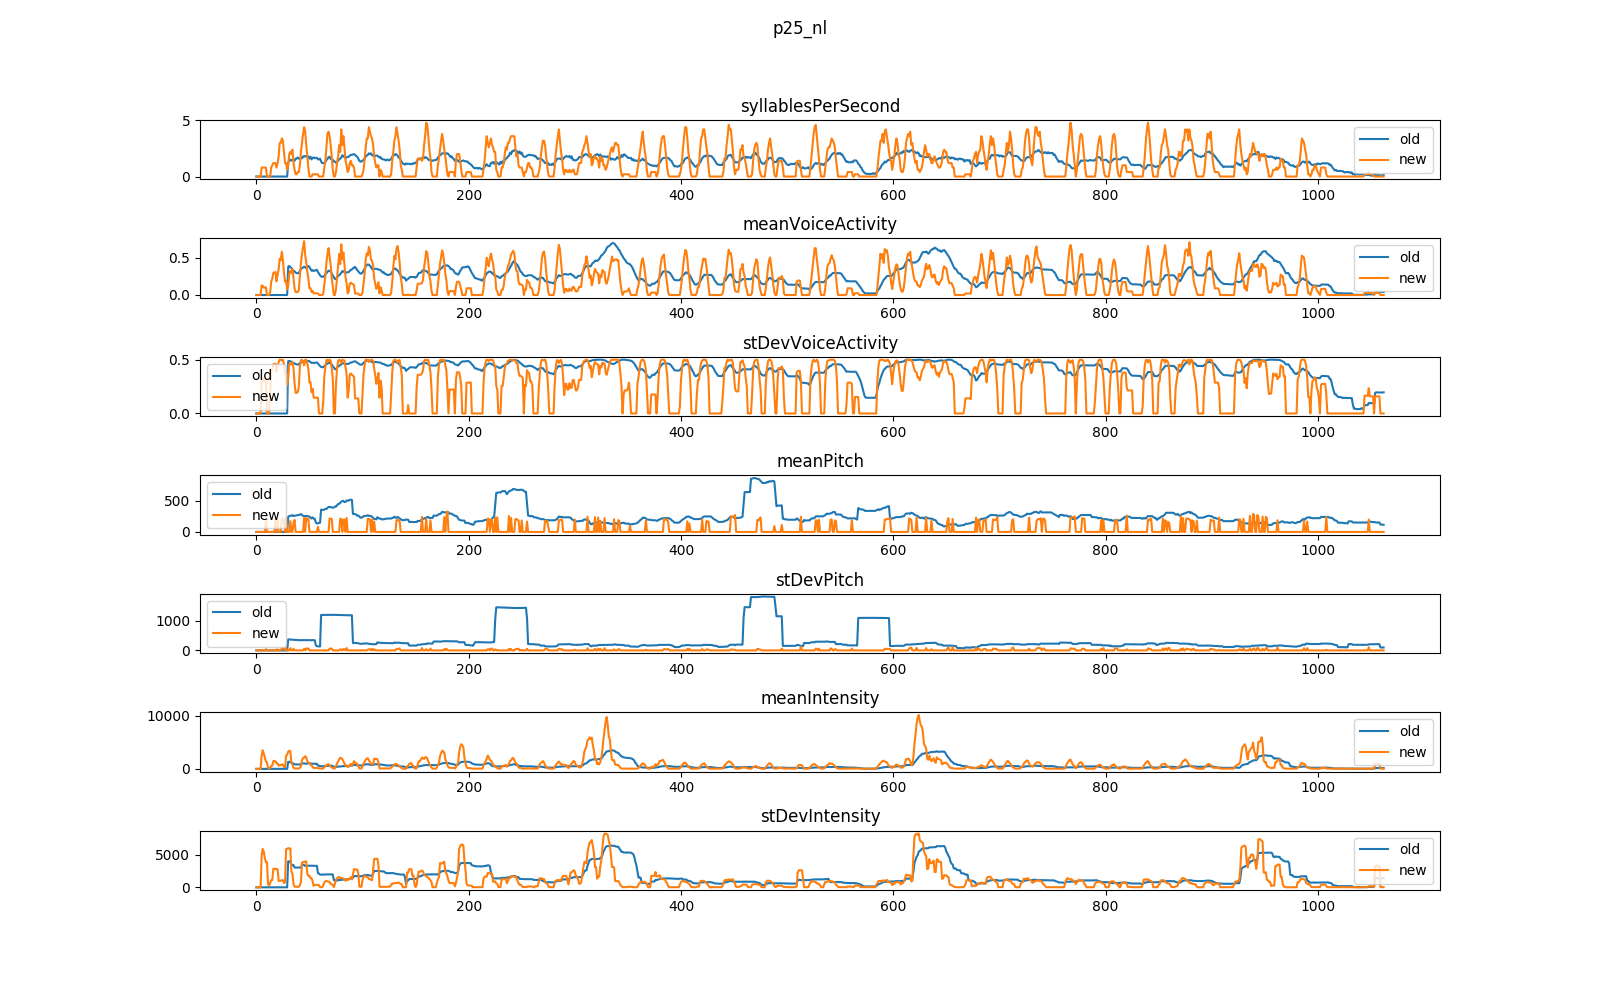 p25_nl
syllablesPerSecond
5
0
old
new
0 200 400 600 800 1000
meanVoiceActivity
0.5
0.0
old
new
0 200 400 600 800 1000
stDevVoiceActivity
0.5
0.0
old
new
0 200 400 600 800 1000
meanPitch
500
0
old
new
0 200 400 600 800 1000
stDevPitch
1000
0
old
new
0 200 400 600 800 1000
meanIntensity
10000
0
old
new
0 200 400 600 800 1000
stDevIntensity
5000
0
old
new
0 200 400 600 800 1000